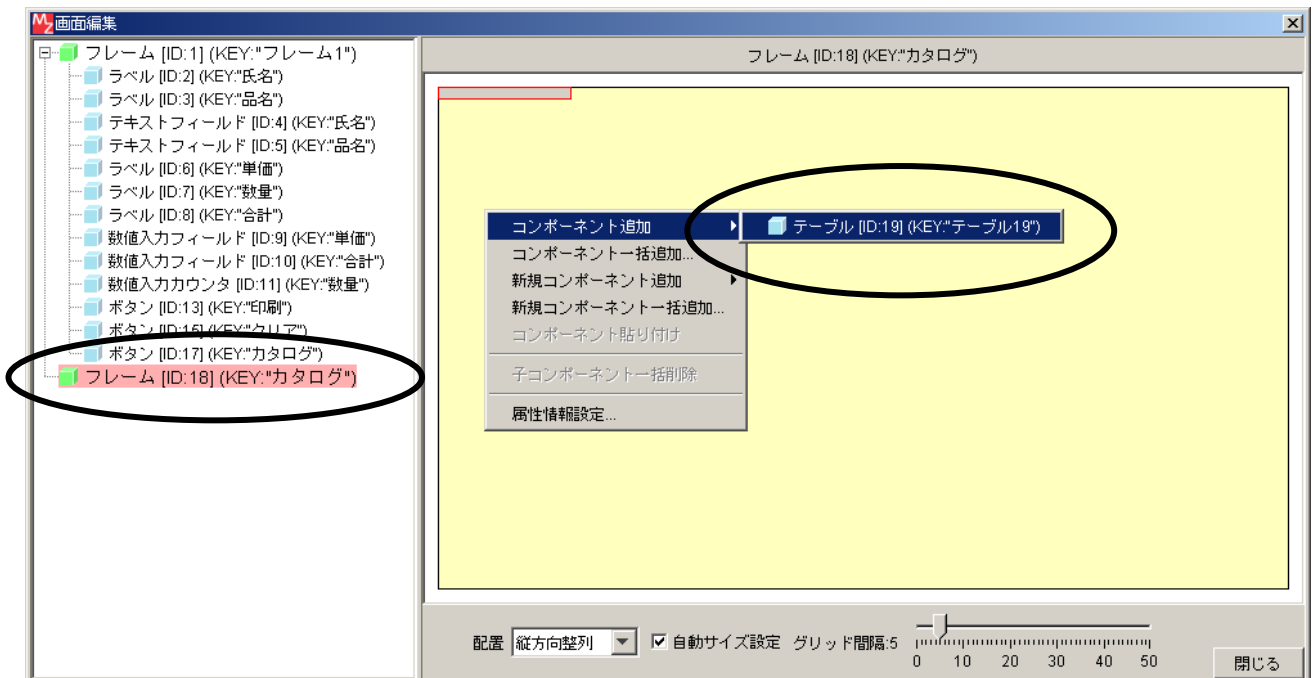 MZ 画面編集
フレーム [ID:1] (KEY:"フレーム1")
ラベル [ID:2] (KEY:"氏名")
ラベル [ID:3] (KEY:"品名")
テキストフィールド [ID:4] (KEY:"氏名")
テキストフィールド [ID:5] (KEY:"品名")
ラベル [ID:6] (KEY:"単価")
ラベル [ID:7] (KEY:"数量")
ラベル [ID:8] (KEY:"合計")
数値入力フィールド [ID:9] (KEY:"単価")
数値入力フィールド [ID:10] (KEY:"合計")
数値入力カウンタ [ID:11] (KEY:"数量")
ボタン [ID:13] (KEY:"印刷")
ボタン [ID:15] (KEY:"クリア")
ボタン [ID:17] (KEY:"カタログ")
フレーム [ID:18] (KEY:"カタログ")
フレーム [ID:18] (KEY:"カタログ")
コンポーネント追加
テーブル [ID:19] (KEY:"テーブル19")
コンポーネント一括追加...
新規コンポーネント追加
新規コンポーネント一括追加...
コンポーネント貼り付け
子コンポーネント一括削除
属性情報設定...
配置 縦方向整列 自動サイズ設定 グリッド間隔:5
0 10 20 30 40 50
閉じる